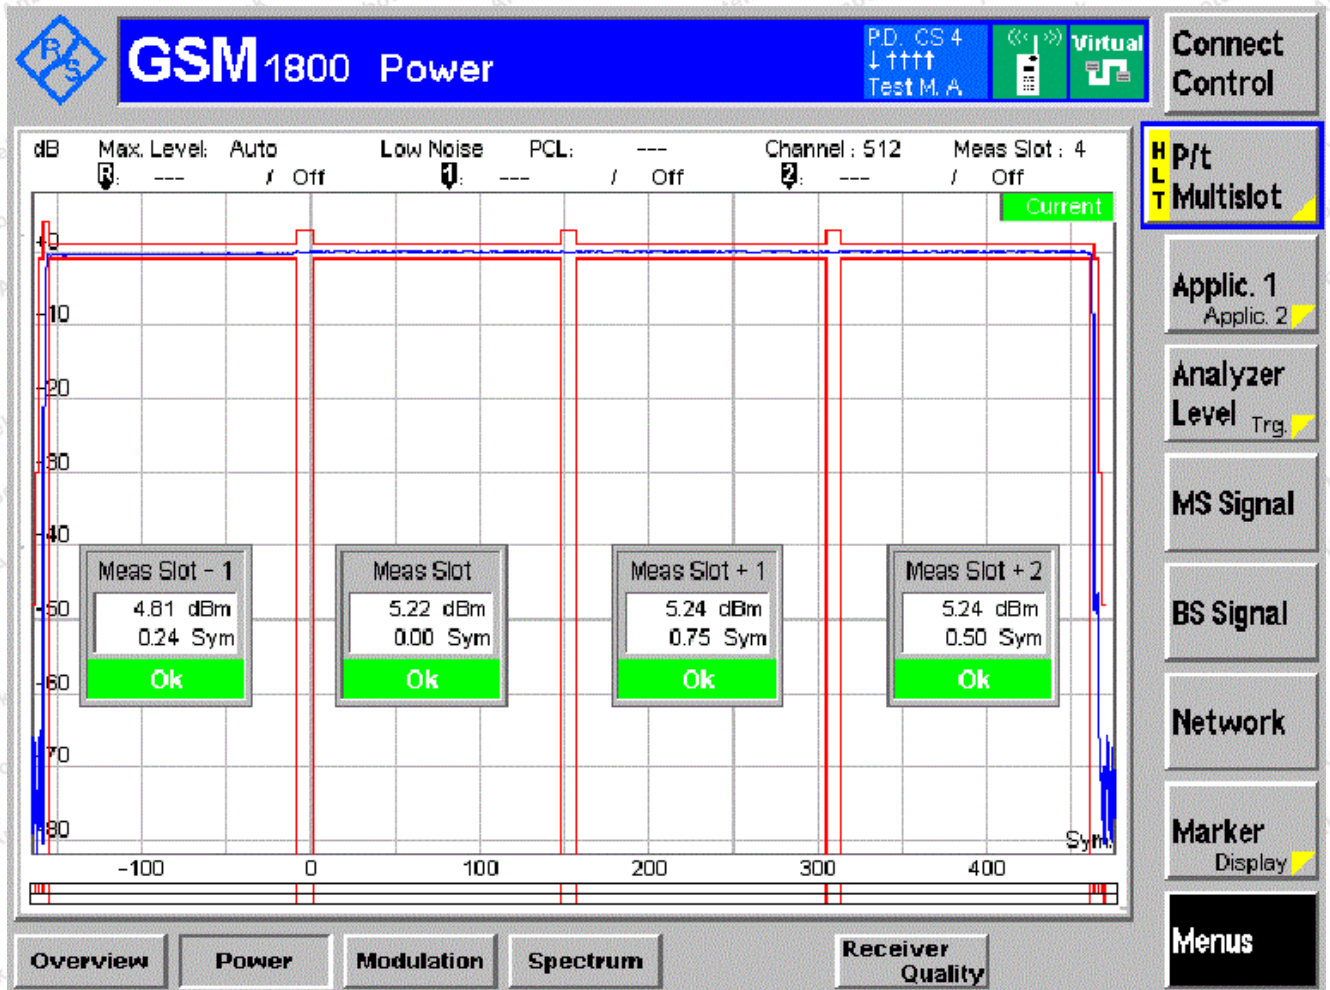 R S
GSM 1800 Power
P.D. CS 4
↓ ↑↑↑↑
Test M. A
Virtual
Connect
Control
dB Max. Level: Auto Low Noise PCL: --- Channel : 512 Meas Slot : 4
R: --- / Off 1: --- / Off 2: --- / Off
Current
H
L
T
P/t
Multislot
+0
-10
-20
-30
-40
-50
-60
-70
-80
Applic. 1
Applic. 2
Analyzer
Level Trg.
MS Signal
Meas Slot - 1
4.81 dBm
0.24 Sym
Ok
Meas Slot
5.22 dBm
0.00 Sym
Ok
Meas Slot + 1
5.24 dBm
0.75 Sym
Ok
Meas Slot + 2
5.24 dBm
0.50 Sym
Ok
BS Signal
Network
Sym.
-100 0 100 200 300 400
Marker
Display
Menus
Overview Power Modulation Spectrum Receiver
Quality